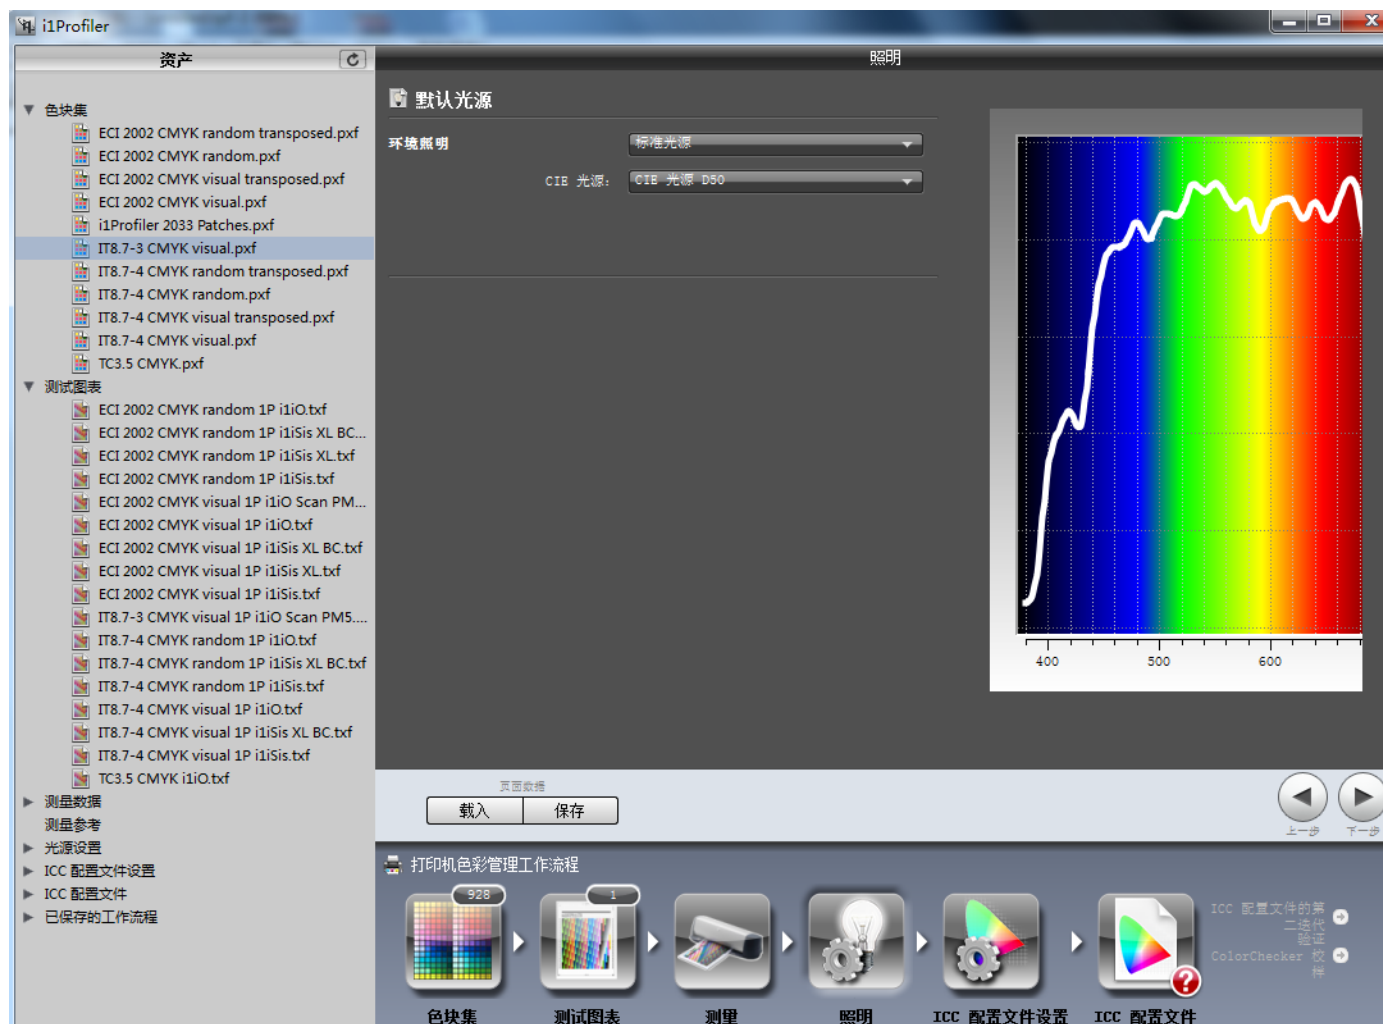 i1Profiler
资产
照明
色块集
ECI 2002 CMYK random transposed.pxf
ECI 2002 CMYK random.pxf
ECI 2002 CMYK visual transposed.pxf
ECI 2002 CMYK visual.pxf
i1Profiler 2033 Patches.pxf
IT8.7-3 CMYK visual.pxf
IT8.7-4 CMYK random transposed.pxf
IT8.7-4 CMYK random.pxf
IT8.7-4 CMYK visual transposed.pxf
IT8.7-4 CMYK visual.pxf
TC3.5 CMYK.pxf
测试图表
ECI 2002 CMYK random 1P i1iO.txf
ECI 2002 CMYK random 1P i1iSis XL BC...
ECI 2002 CMYK random 1P i1iSis XL.txf
ECI 2002 CMYK random 1P i1iSis.txf
ECI 2002 CMYK visual 1P i1iO Scan PM...
ECI 2002 CMYK visual 1P i1iO.txf
ECI 2002 CMYK visual 1P i1iSis XL BC.txf
ECI 2002 CMYK visual 1P i1iSis XL.txf
ECI 2002 CMYK visual 1P i1iSis.txf
IT8.7-3 CMYK visual 1P i1iO Scan PM5....
IT8.7-4 CMYK random 1P i1iO.txf
IT8.7-4 CMYK random 1P i1iSis XL BC.txf
IT8.7-4 CMYK random 1P i1iSis.txf
IT8.7-4 CMYK visual 1P i1iO.txf
IT8.7-4 CMYK visual 1P i1iSis XL BC.txf
IT8.7-4 CMYK visual 1P i1iSis.txf
TC3.5 CMYK i1iO.txf
测量数据
测量参考
光源设置
ICC 配置文件设置
ICC 配置文件
已保存的工作流程
默认光源
环境照明 标准光源
CIE 光源: CIE 光源 D50
400 500 600
页面数据
载入 保存
上一步 下一步
打印机色彩管理工作流程
928 1
ICC 配置文件的第
二迭代
验证
ColorChecker 校
样
色块集 测试图表 测量 照明 ICC 配置文件设置 ICC 配置文件